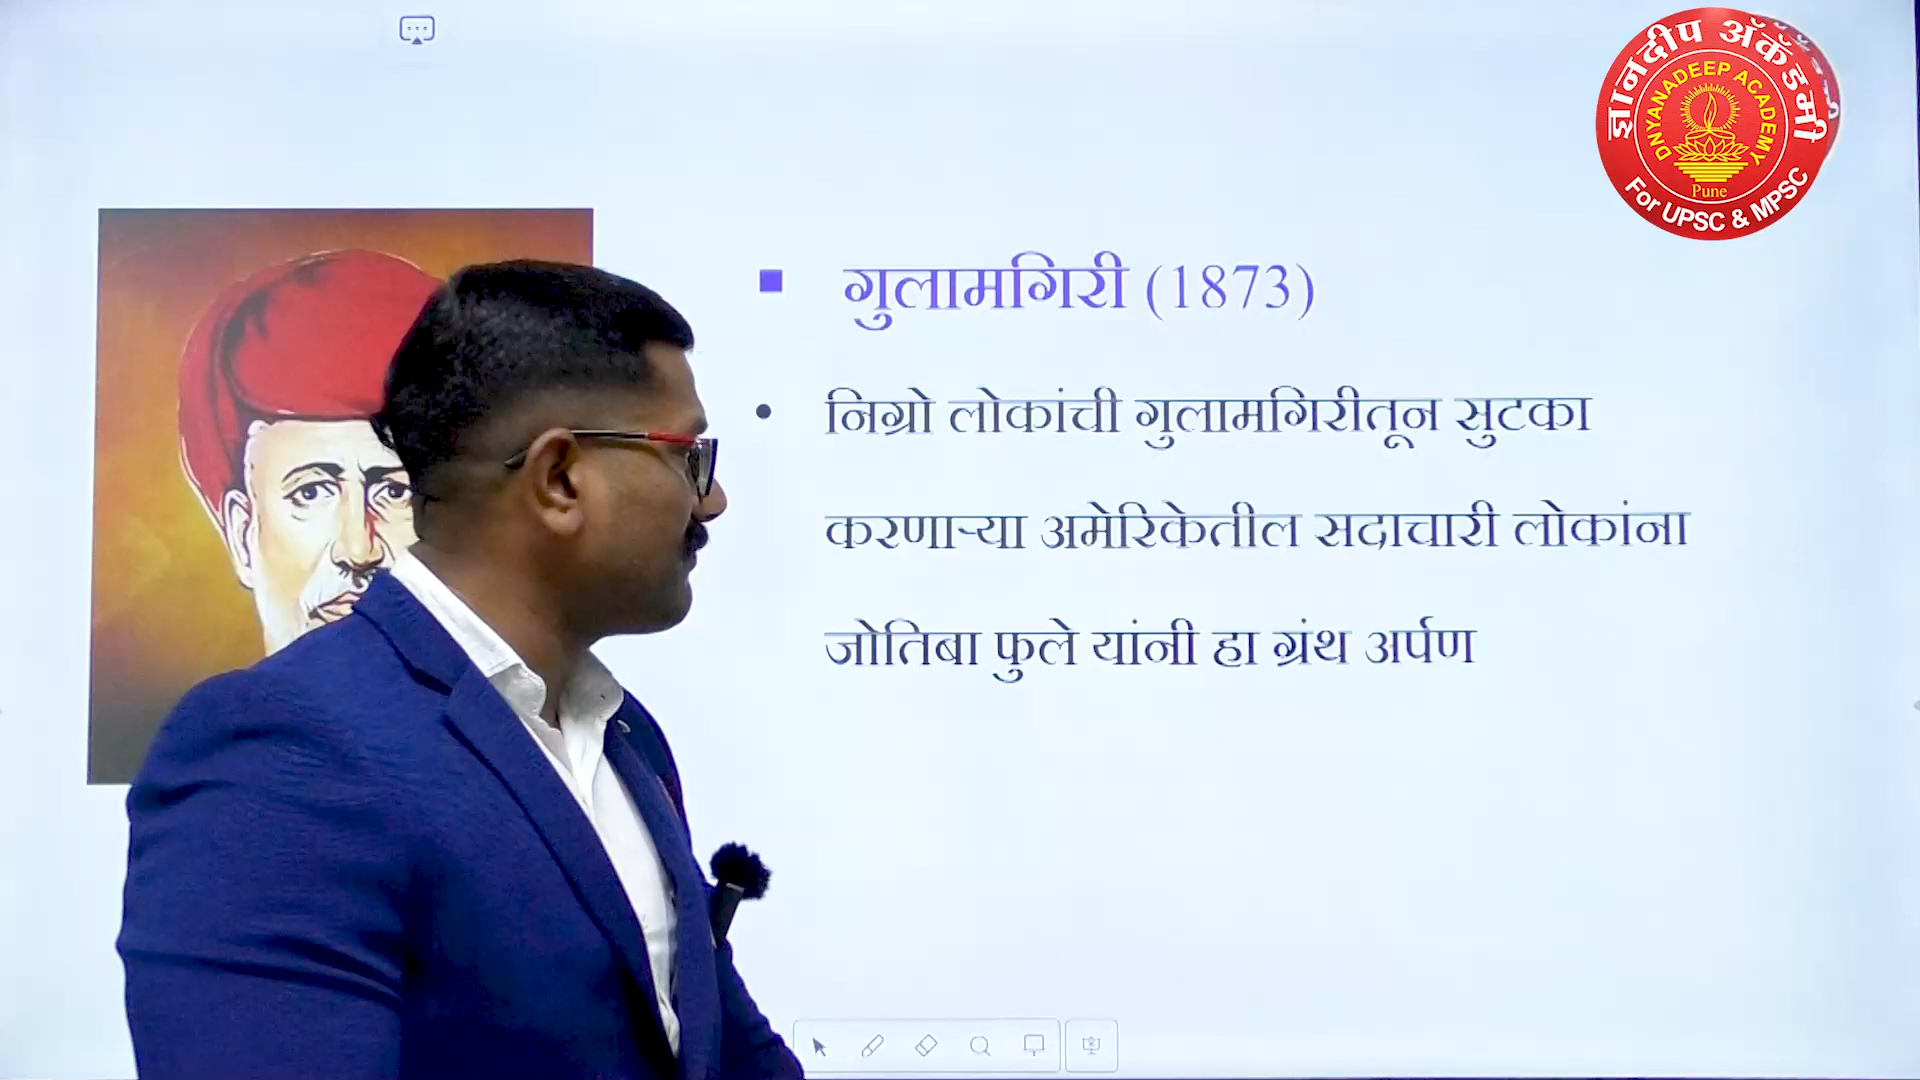 ज्ञानदीप अ‍ॅकॅडमी
DNYANADEEP ACADEMY
Pune
For UPSC & MPSC
गुलामगिरी (1873)
निग्रो लोकांची गुलामगिरीतून सुटका
करणाऱ्या अमेरिकेतील सदाचारी लोकांना
जोतिबा फुले यांनी हा ग्रंथ अर्पण